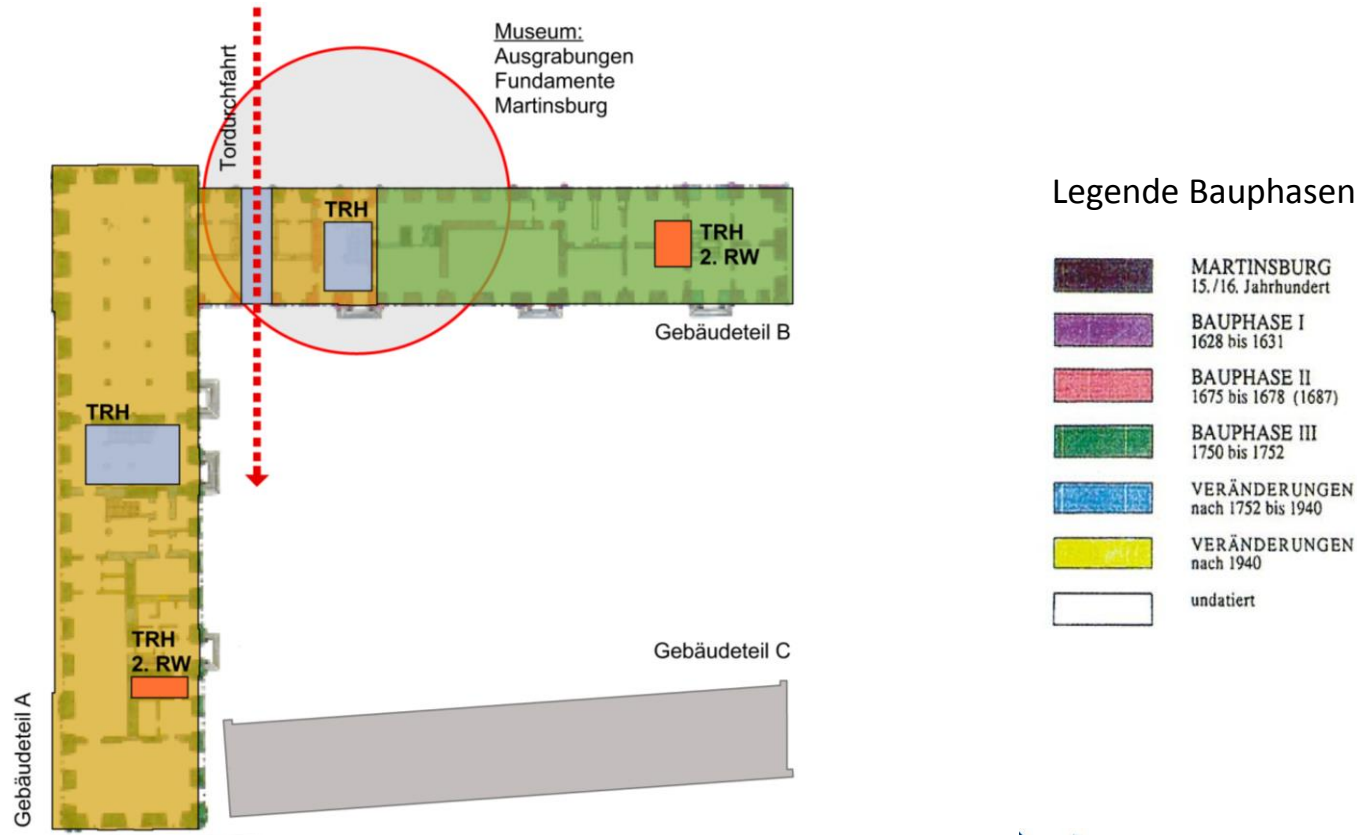 Tordurchfahrt
Museum:
Ausgrabungen
Fundamente
Martinsburg
TRH
TRH
2. RW
Gebäudeteil B
TRH
TRH
2. RW
Gebäudeteil A
Gebäudeteil C
Legende Bauphasen
MARTINSBURG
15./16. Jahrhundert
BAUPHASE I
1628 bis 1631
BAUPHASE II
1675 bis 1678 (1687)
BAUPHASE III
1750 bis 1752
VERÄNDERUNGEN
nach 1752 bis 1940
VERÄNDERUNGEN
nach 1940
undatiert